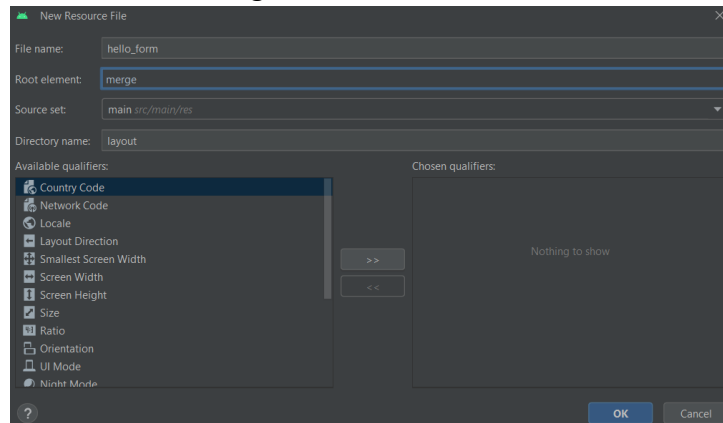 New Resource File
File name: hello_form
Root element: merge
Source set: main src/main/res
Directory name: layout
Available qualifiers:
Chosen qualifiers:
Country Code
Network Code
Locale
Layout Direction
Smallest Screen Width
Screen Width
Screen Height
Size
Ratio
Orientation
UI Mode
Night Mode
>>
<<
Nothing to show
?
OK
Cancel